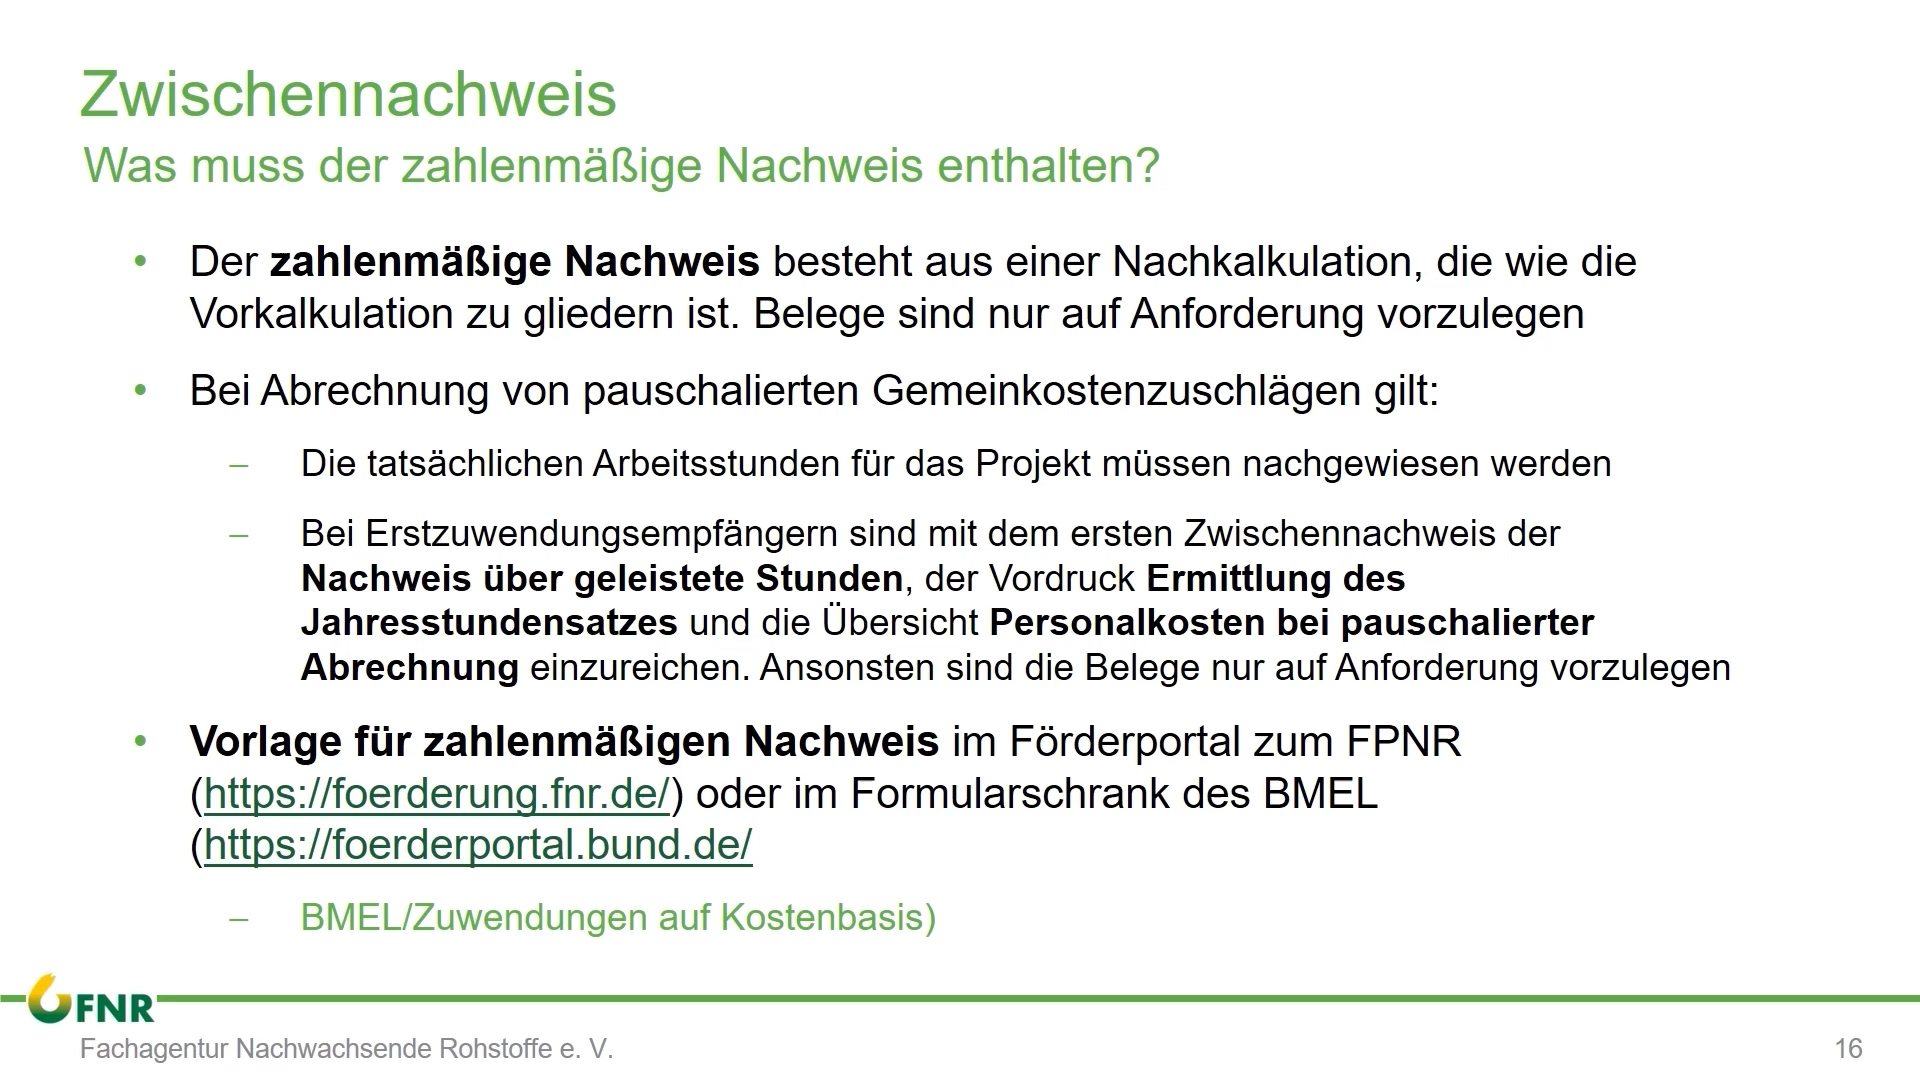 Zwischennachweis
Was muss der zahlenmäßige Nachweis enthalten?
• Der zahlenmäßige Nachweis besteht aus einer Nachkalkulation, die wie die
Vorkalkulation zu gliedern ist. Belege sind nur auf Anforderung vorzulegen
• Bei Abrechnung von pauschalierten Gemeinkostenzuschlägen gilt:
– Die tatsächlichen Arbeitsstunden für das Projekt müssen nachgewiesen werden
– Bei Erstzuwendungsempfängern sind mit dem ersten Zwischennachweis der
Nachweis über geleistete Stunden, der Vordruck Ermittlung des
Jahresstundensatzes und die Übersicht Personalkosten bei pauschalierter
Abrechnung einzureichen. Ansonsten sind die Belege nur auf Anforderung vorzulegen
• Vorlage für zahlenmäßigen Nachweis im Förderportal zum FPNR
(https://foerderung.fnr.de/) oder im Formularschrank des BMEL
(https://foerderportal.bund.de/
– BMEL/Zuwendungen auf Kostenbasis)
FNR
Fachagentur Nachwachsende Rohstoffe e. V.
16